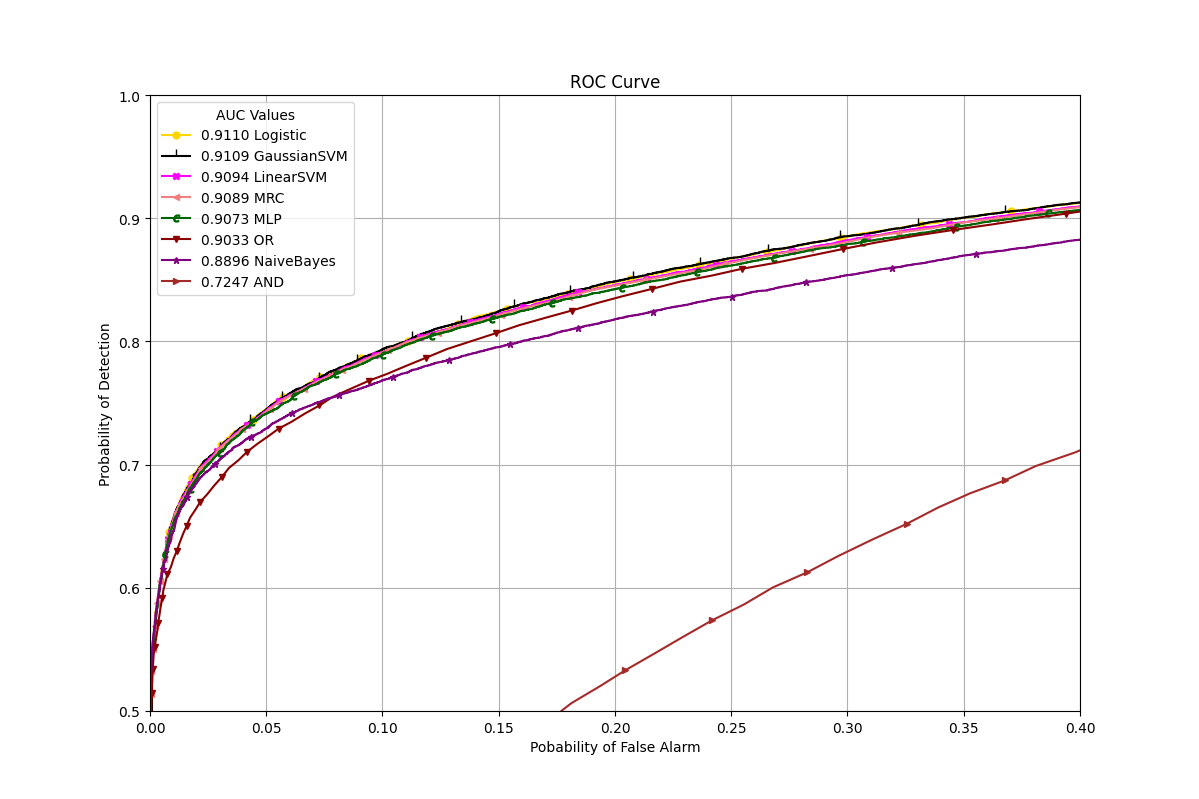 ROC Curve
AUC Values
0.9110 Logistic
0.9109 GaussianSVM
0.9094 LinearSVM
0.9089 MRC
0.9073 MLP
0.9033 OR
0.8896 NaiveBayes
0.7247 AND
1.0
0.9
0.8
0.7
0.6
0.5
Probability of Detection
0.00 0.05 0.10 0.15 0.20 0.25 0.30 0.35 0.40
Pobability of False Alarm